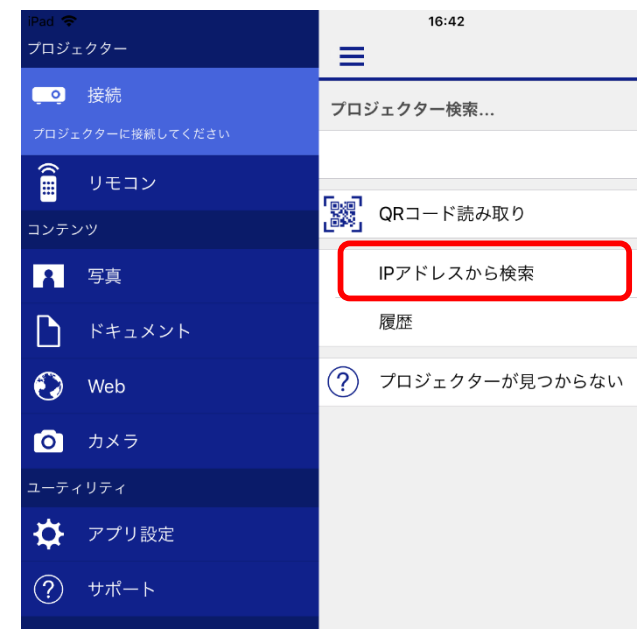 iPad
16:42
プロジェクター
接続
プロジェクターに接続してください
リモコン
コンテンツ
写真
ドキュメント
Web
カメラ
ユーティリティ
アプリ設定
サポート
プロジェクター検索...
QRコード読み取り
IPアドレスから検索
履歴
プロジェクターが見つからない